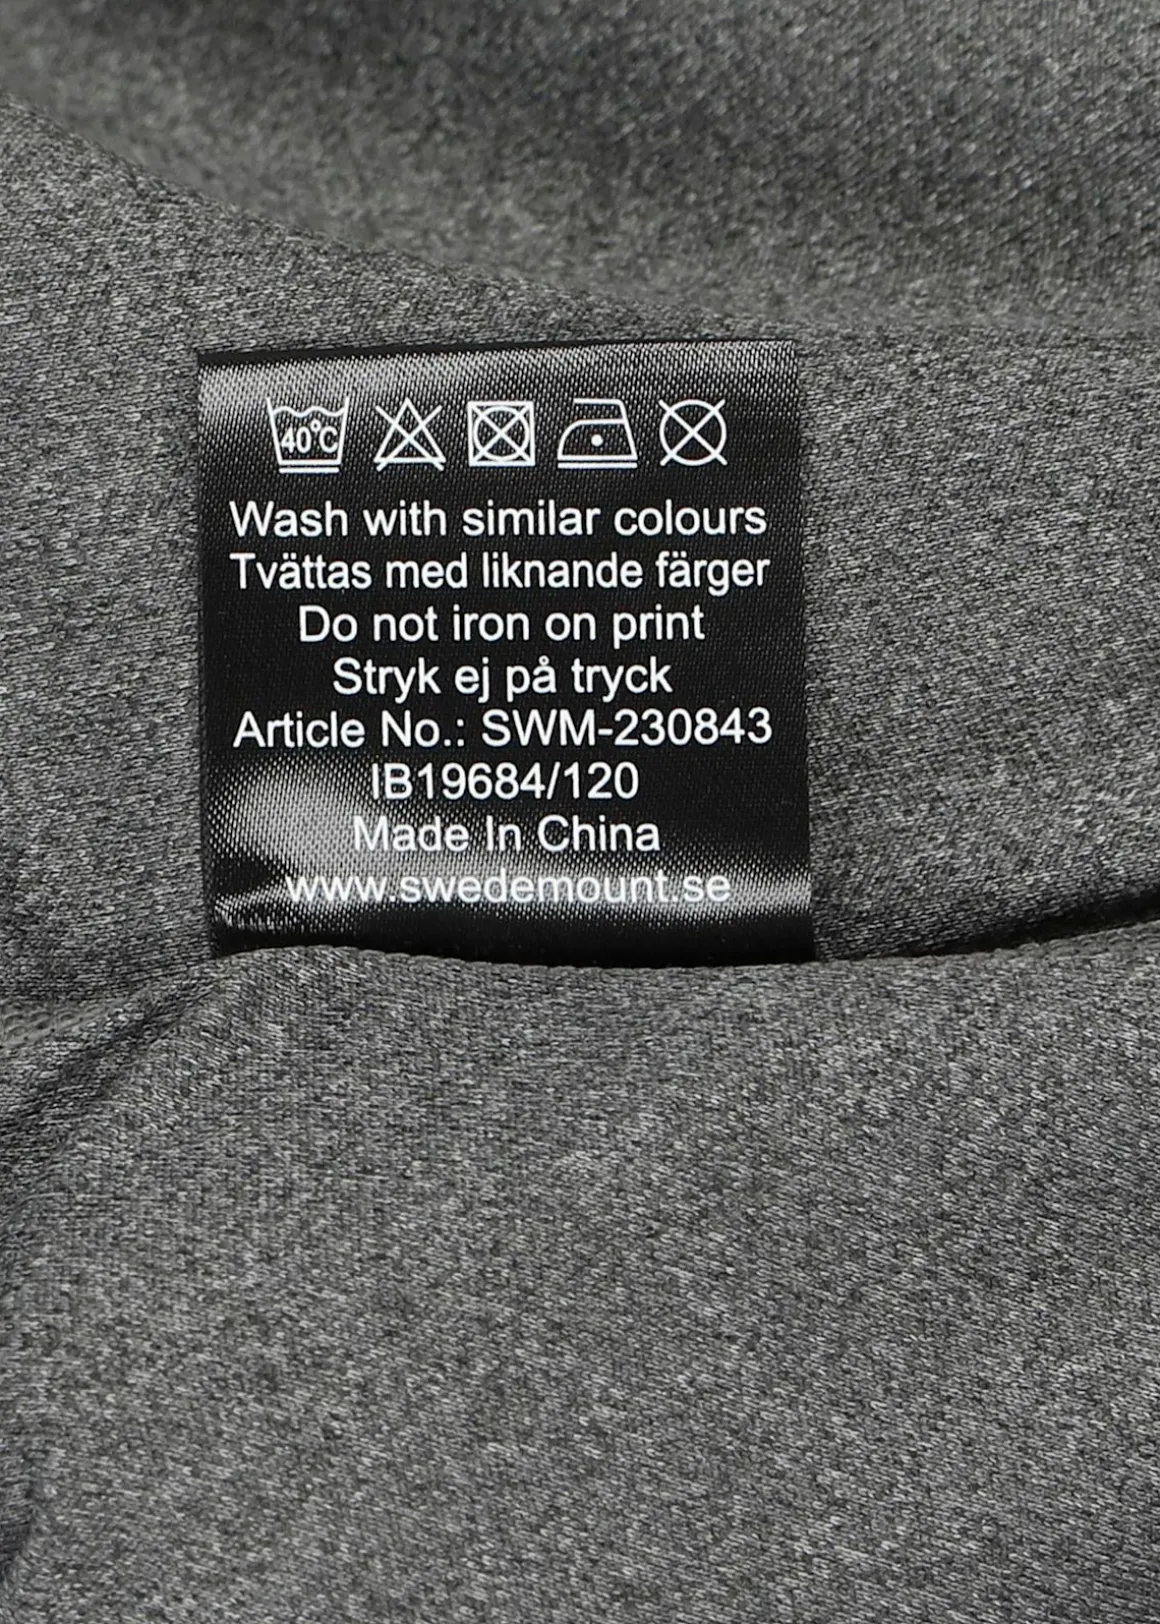 40°C
Wash with similar colours
Tvättas med liknande färger
Do not iron on print
Stryk ej på tryck
Article No.: SWM-230843
IB19684/120
Made In China
www.swedemount.se